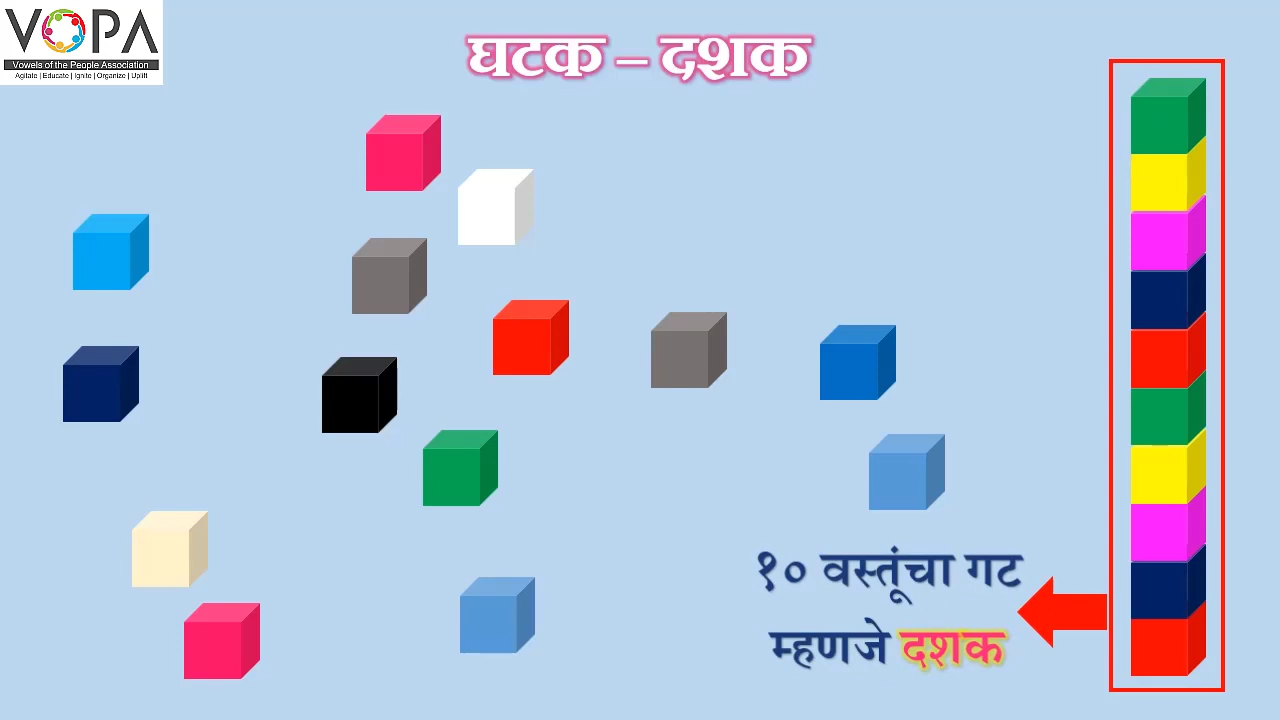 VOPA
Vowels of the People Association
Agitate | Educate | Ignite | Organize | Uplift
घटक – दशक
१० वस्तूंचा गट
म्हणजे दशक